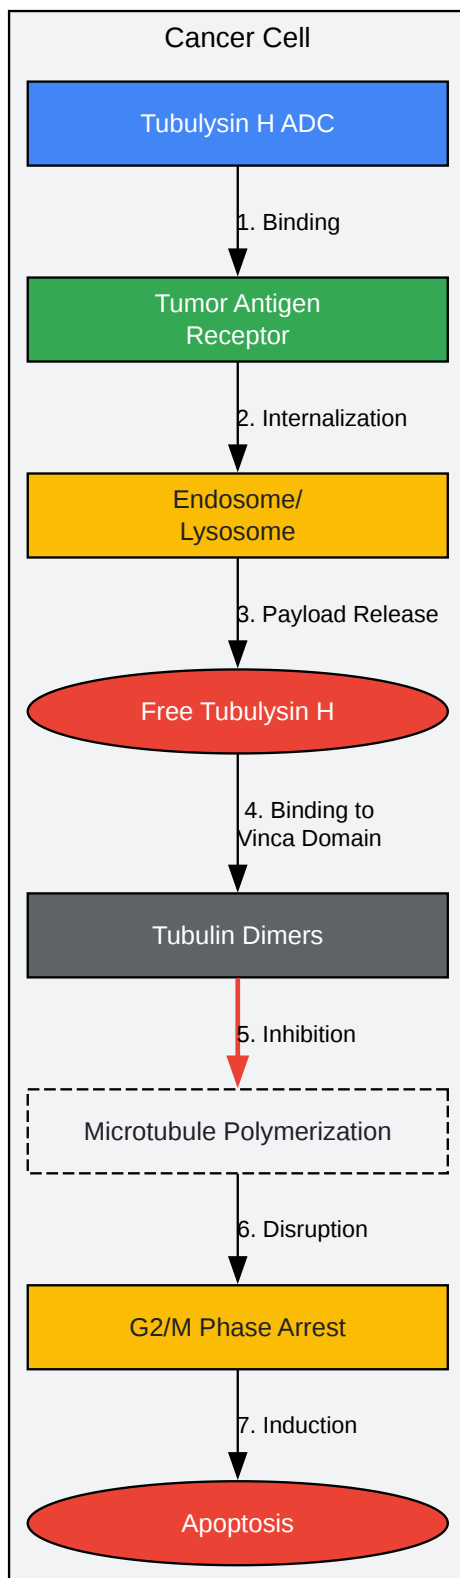 Cancer Cell
Tubulysin H ADC
1. Binding
Tumor Antigen
Receptor
2. Internalization
Endosome/
Lysosome
3. Payload Release
Free Tubulysin H
4. Binding to
Vinca Domain
Tubulin Dimers
5. Inhibition
Microtubule Polymerization
6. Disruption
G2/M Phase Arrest
7. Induction
Apoptosis